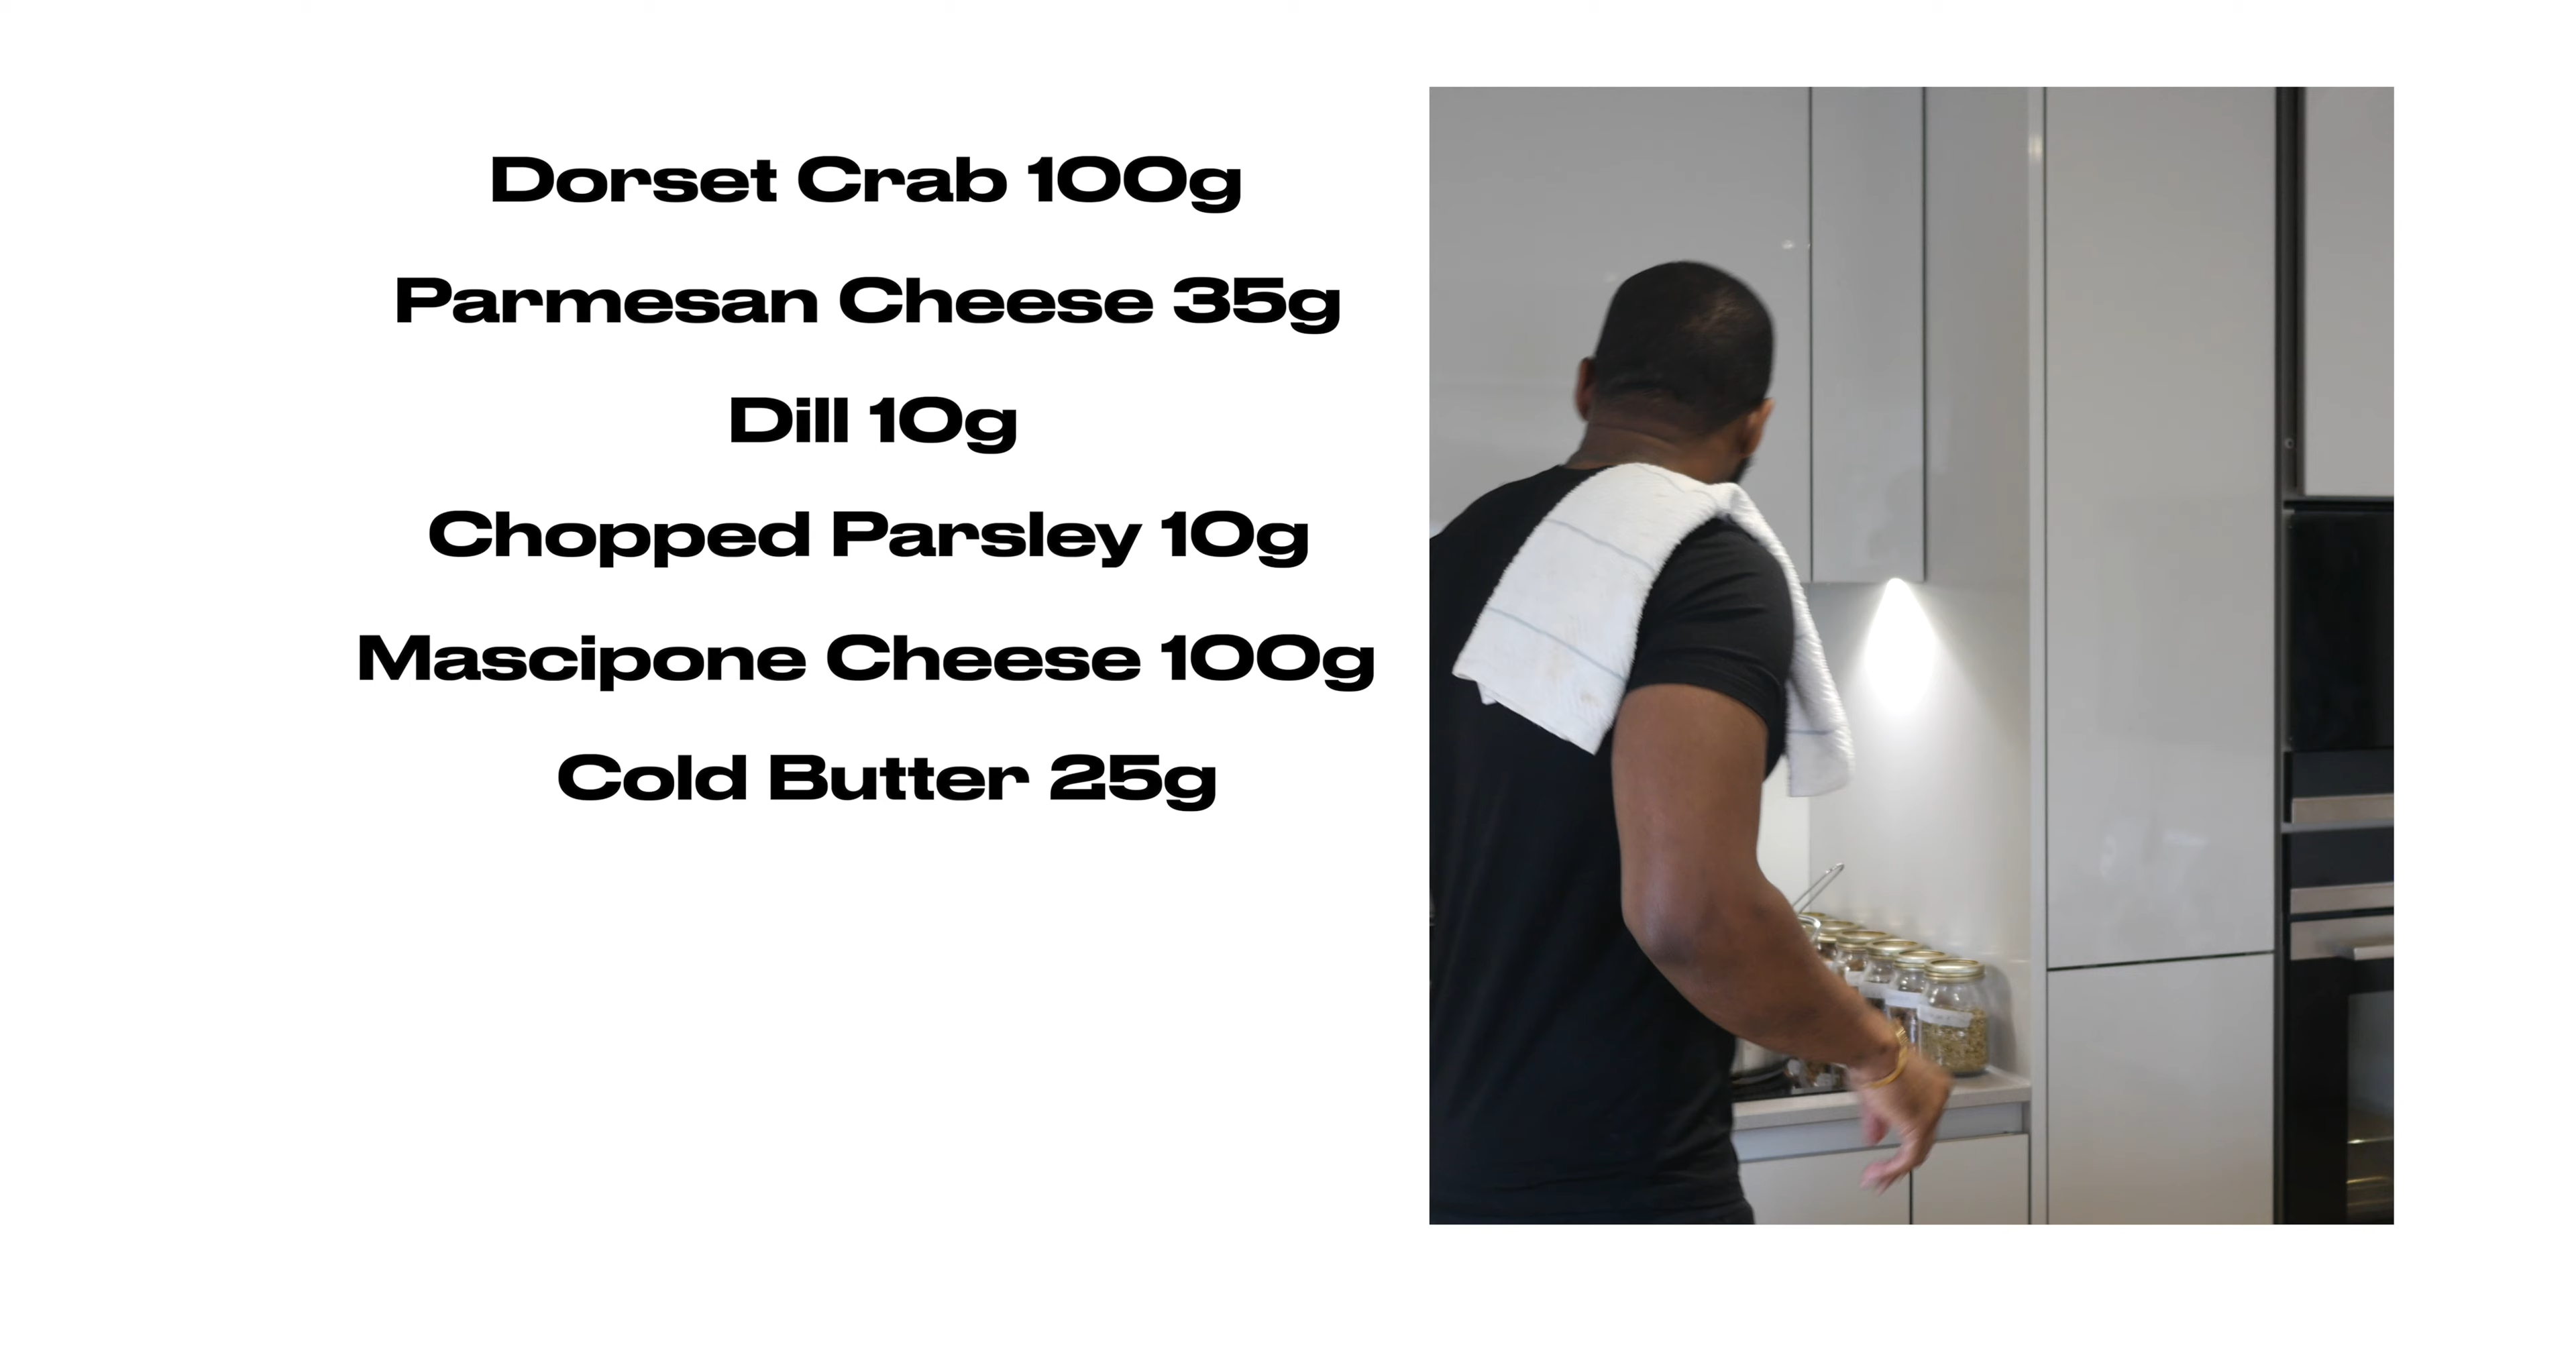 Dorset Crab 100g
Parmesan Cheese 35g
Dill 10g
Chopped Parsley 10g
Mascipone Cheese 100g
Cold Butter 25g